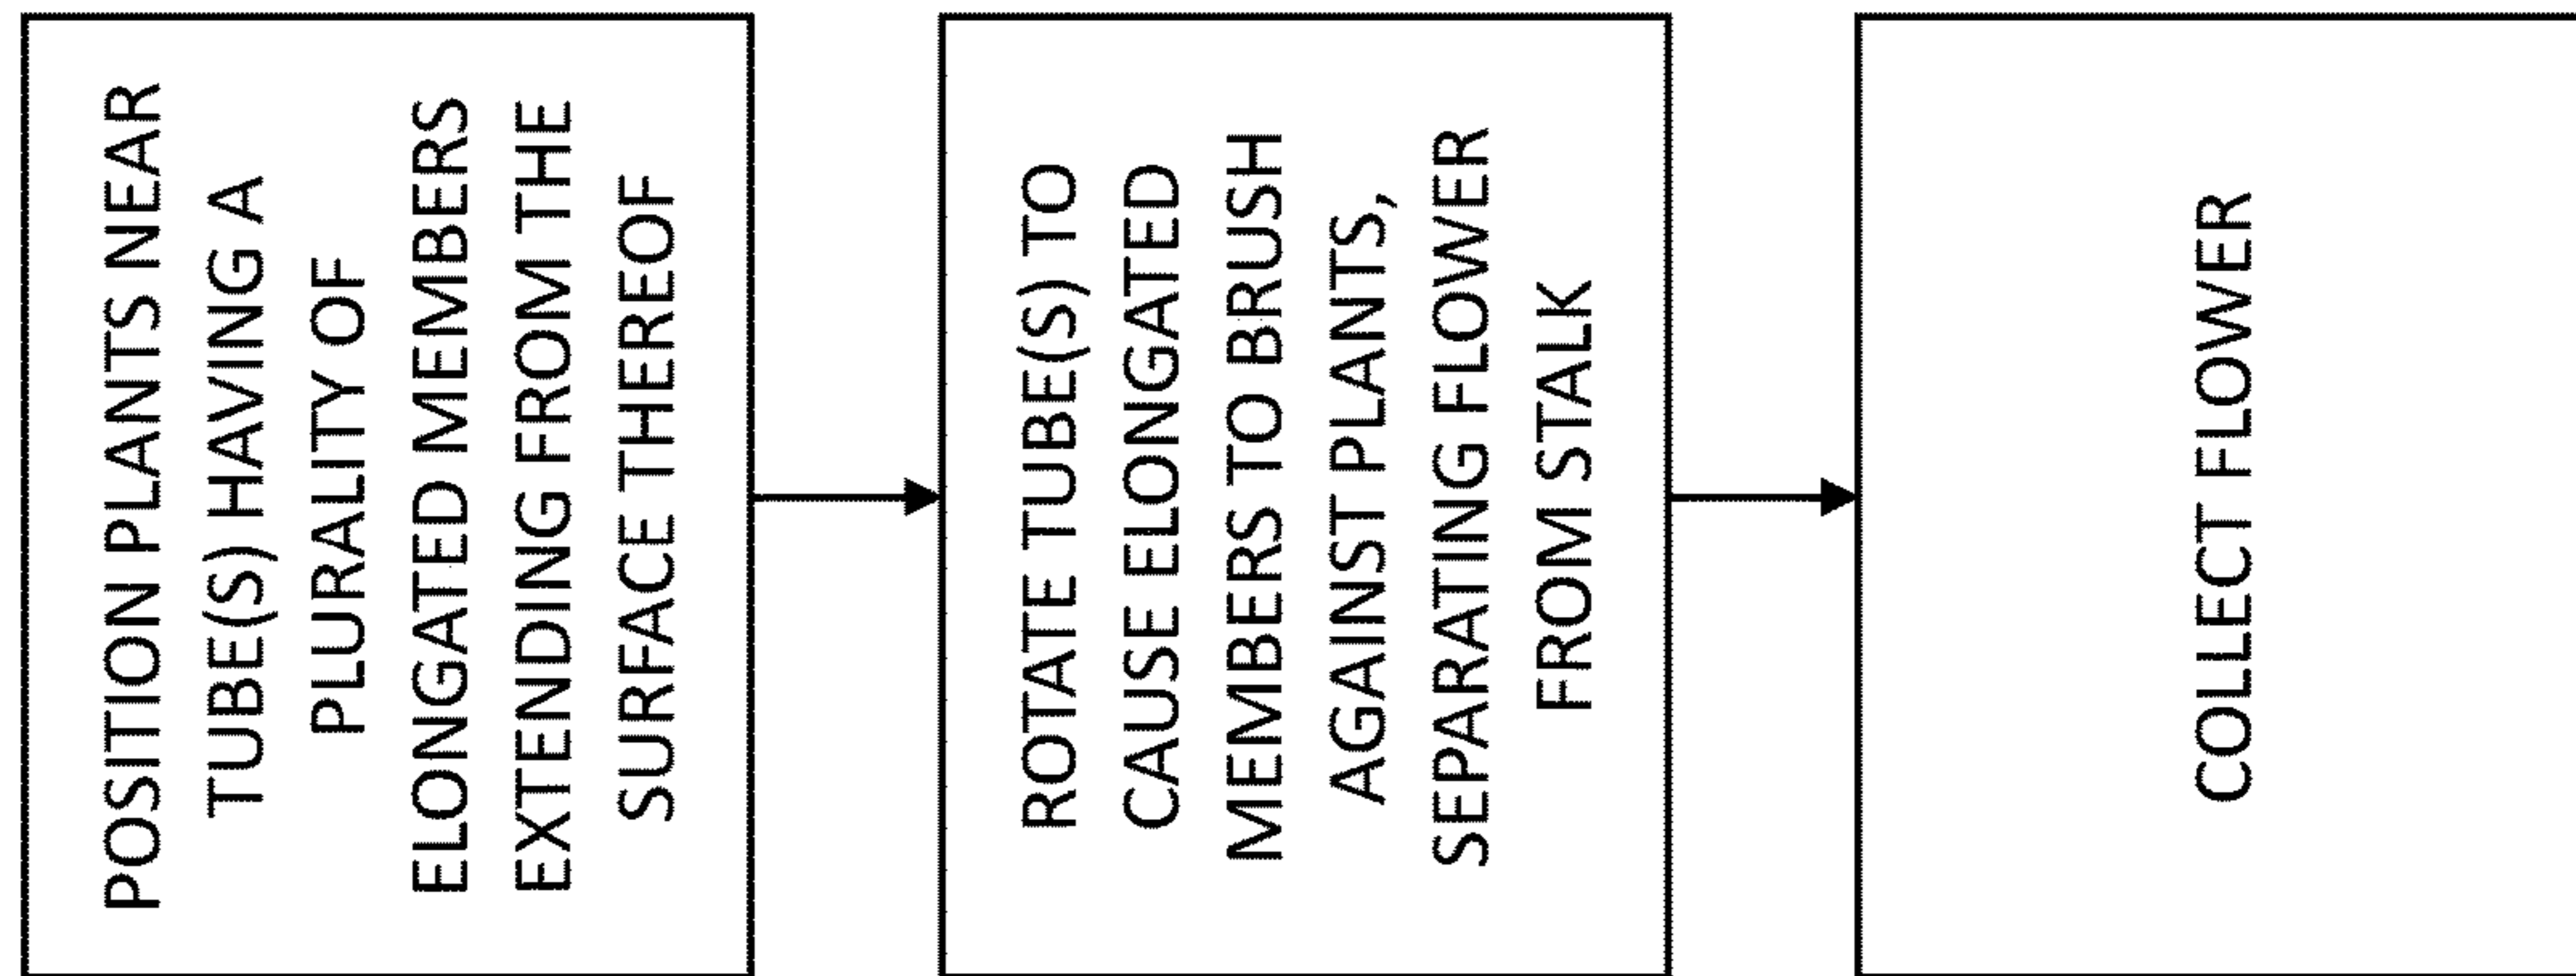 POSITION PLANTS NEAR
TUBE(S) HAVING A
PLURALITY OF
ELONGATED MEMBERS
EXTENDING FROM THE
SURFACE THEREOF
ROTATE TUBE(S) TO
CAUSE ELONGATED
MEMBERS TO BRUSH
AGAINST PLANTS,
SEPARATING FLOWER
FROM STALK
COLLECT FLOWER